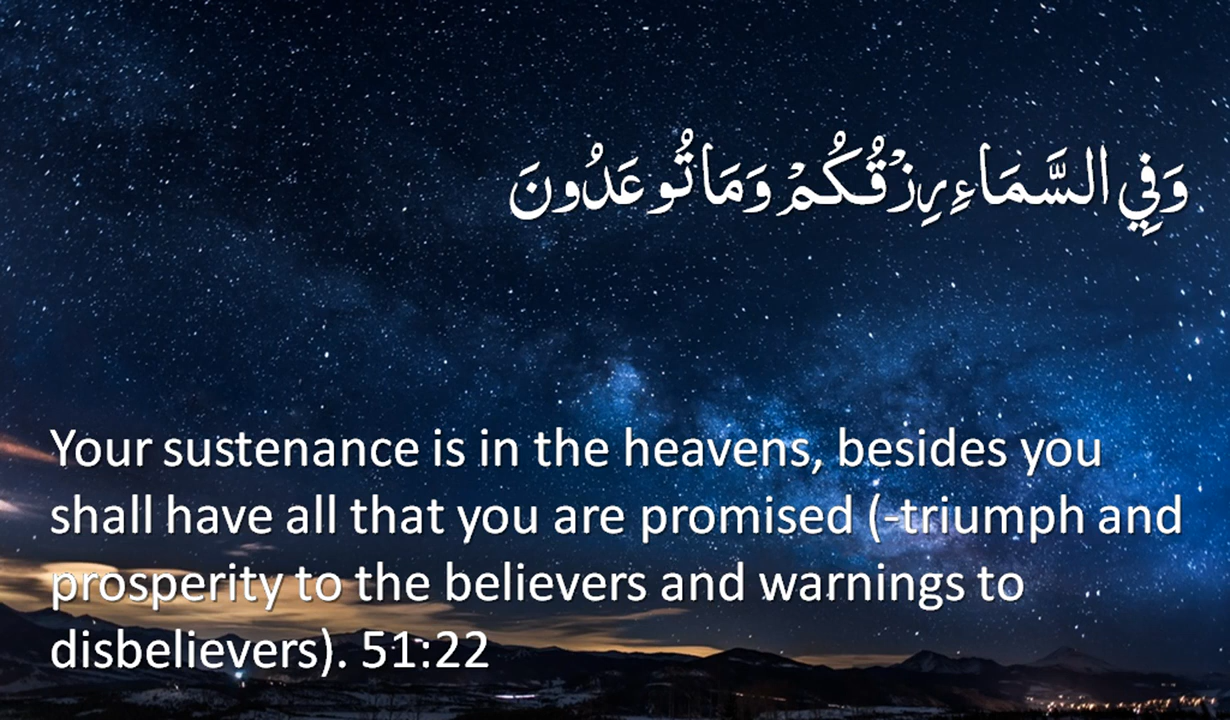 وَفِي السَّمَاءِ رِزْقُكُمْ وَمَا تُوعَدُونَ
Your sustenance is in the heavens, besides you
shall have all that you are promised (-triumph and
prosperity to the believers and warnings to
disbelievers). 51:22